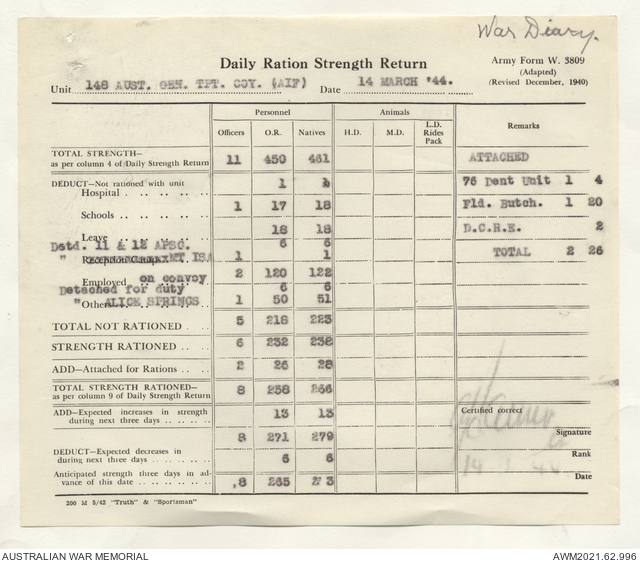 War Diary.
Daily Ration Strength Return
Army Form W. 3809
(Adapted)
(Revised December, 1940)
Unit 148 AUST. GEN. TPT. COY. (AIF) Date 14 MARCH '44.
Personnel Animals Remarks
Officers O.R. Natives H.D. M.D. L.D. Rides Pack
TOTAL STRENGTH—
as per column 4 of Daily Strength Return 11 450 461 ATTACHED
DEDUCT—Not rationed with unit 76 Dent Unit 1 4
Hospital 1 1
Schools 1 17 18 Fld. Butch. 1 20
Leave 18 18 D.C.R.E. 2
Detd. 11 & 12 APSC. 6 6
" MT ISA 1 1 TOTAL 2 26
Employed on convoy 2 120 122
Detached for duty 6 6
"Others ALICE SPRINGS 1 50 51
TOTAL NOT RATIONED 5 218 223
STRENGTH RATIONED 6 232 238
ADD—Attached for Rations 2 26 28
TOTAL STRENGTH RATIONED—
as per column 9 of Daily Strength Return 8 258 266
ADD—Expected increases in strength
during next three days 13 13 Certified correct
8 271 279 Signature
DEDUCT—Expected decreases in
during next three days 6 6 Rank
Anticipated strength three days in ad-
vance of this date 8 265 273 Date
200 M 5/42 "Truth" & "Sportsman"
AUSTRALIAN WAR MEMORIAL AWM2021.62.996